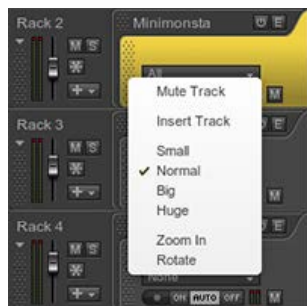 Rack 2
Minimonsta
E
M S
All
M
Mute Track
Insert Track
Rack 3
E
M S
Small
Normal
Big
M
Huge
Rack 4
M S
Zoom In
Rotate
None
ON AUTO OFF
M